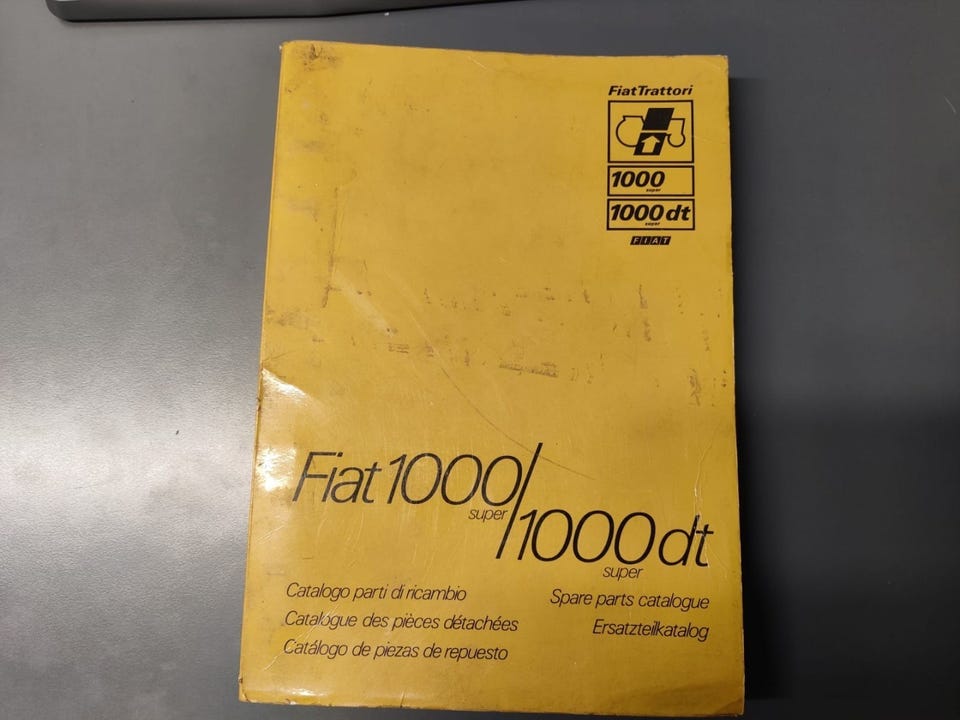 FiatTrattori
1000
super
1000 dt
super
FIAT
Fiat 1000
super
/1000 dt
super
Catalogo parti di ricambio
Catalogue des pièces détachées
Catálogo de piezas de repuesto
Spare parts catalogue
Ersatzteilkatalog